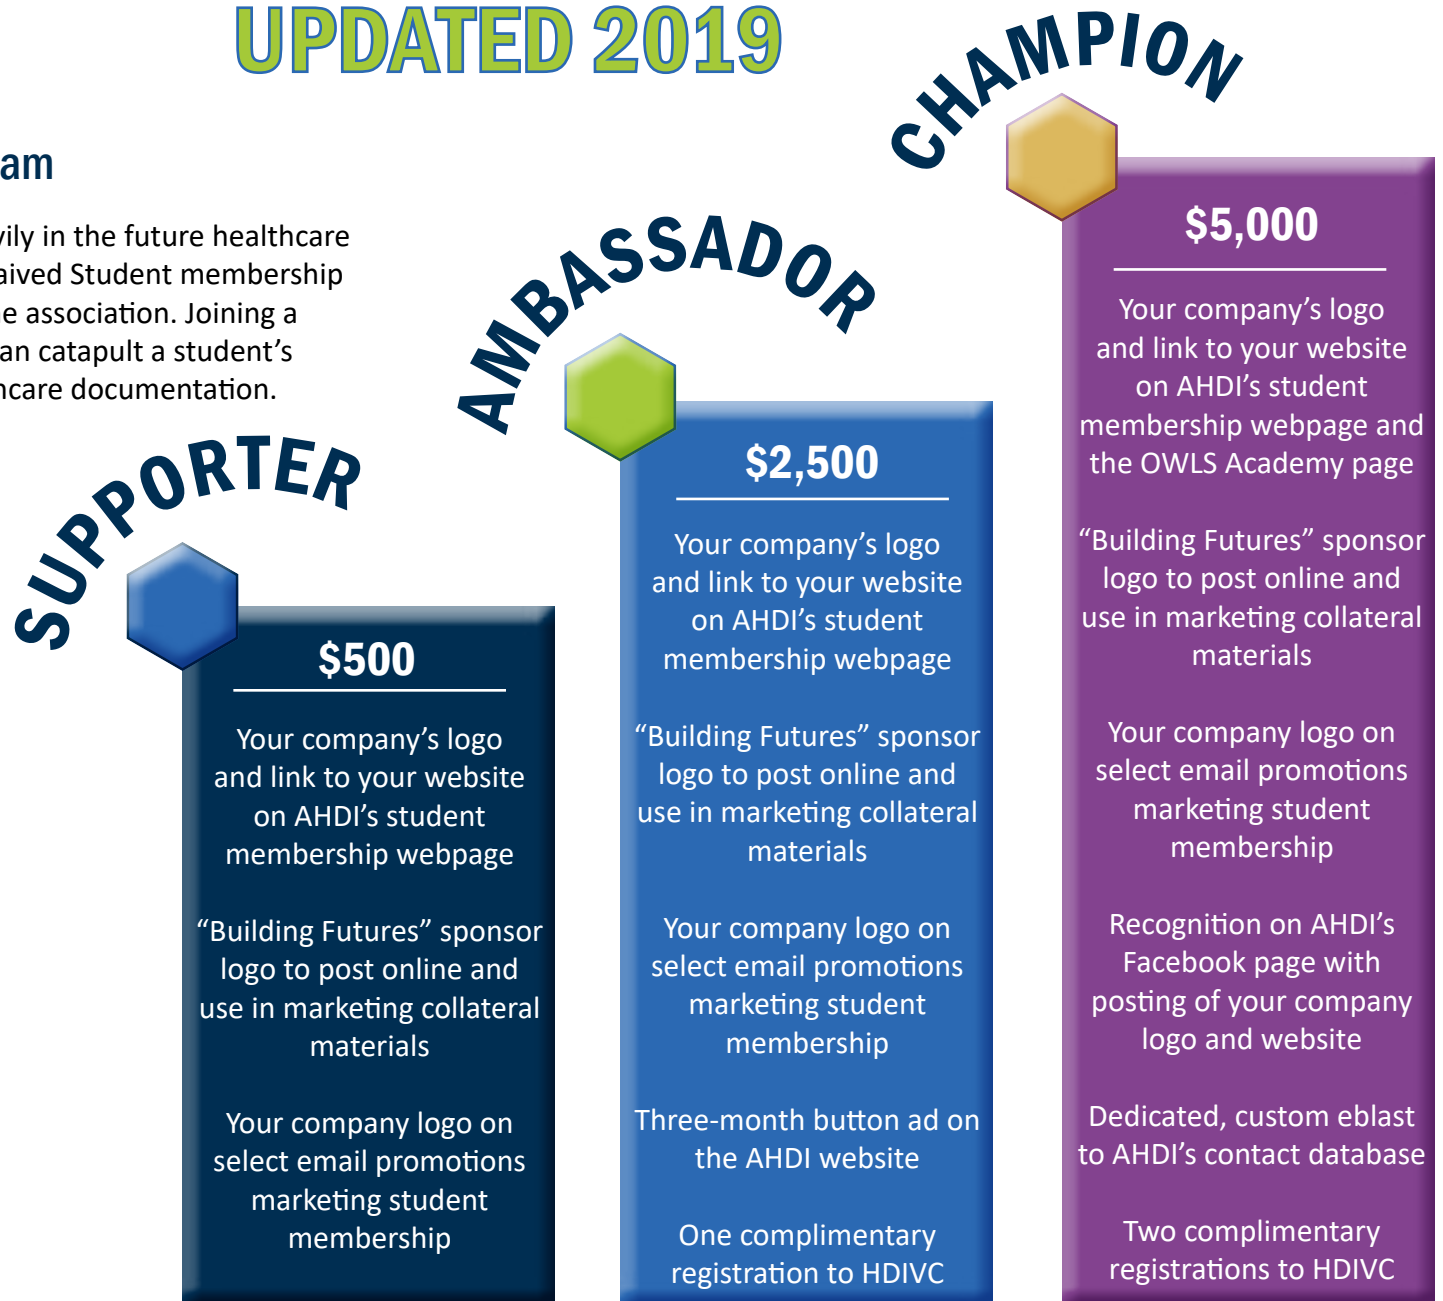 UPDATED 2019
am
vily in the future healthcare
aived Student membership
ne association. Joining a
an catapult a student’s
ncare documentation.
SUPPORTER
$500
Your company’s logo
and link to your website
on AHDI’s student
membership webpage
“Building Futures” sponsor
logo to post online and
use in marketing collateral
materials
Your company logo on
select email promotions
marketing student
membership
AMBASSADOR
$2,500
Your company’s logo
and link to your website
on AHDI’s student
membership webpage
“Building Futures” sponsor
logo to post online and
use in marketing collateral
materials
Your company logo on
select email promotions
marketing student
membership
Three-month button ad on
the AHDI website
One complimentary
registration to HDIVC
CHAMPION
$5,000
Your company’s logo
and link to your website
on AHDI’s student
membership webpage and
the OWLS Academy page
“Building Futures” sponsor
logo to post online and
use in marketing collateral
materials
Your company logo on
select email promotions
marketing student
membership
Recognition on AHDI’s
Facebook page with
posting of your company
logo and website
Dedicated, custom eblast
to AHDI’s contact database
Two complimentary
registrations to HDIVC